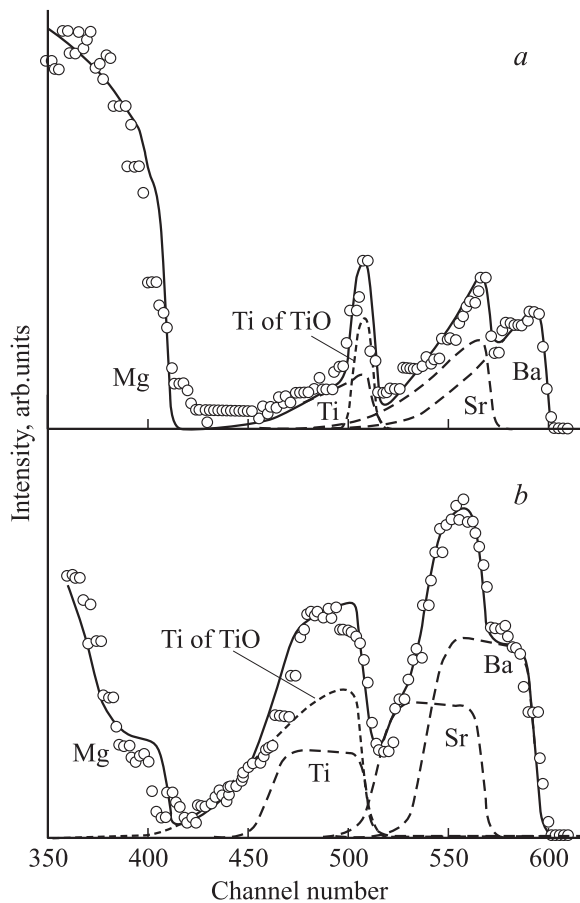 a
Ti of TiO
Mg
Ti
Sr
Ba
b
Ti of TiO
Mg
Ti
Sr
Ba
350 400 450 500 550 600
Channel number
Intensity, arb.units